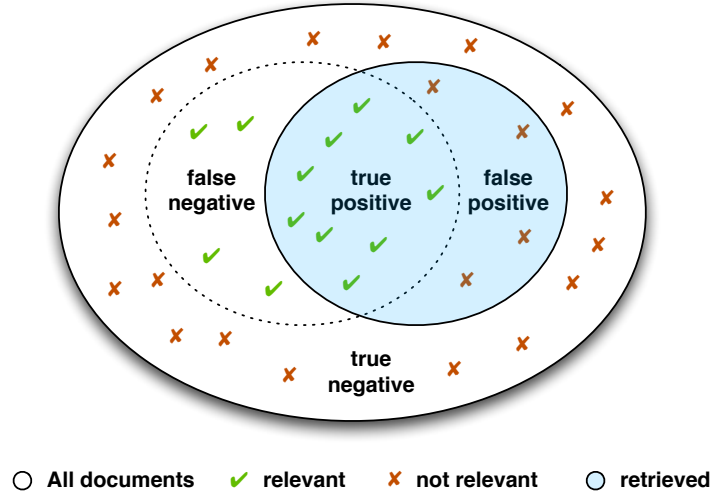 false
negative
true
positive
false
positive
true
negative
All documents
relevant
not relevant
retrieved